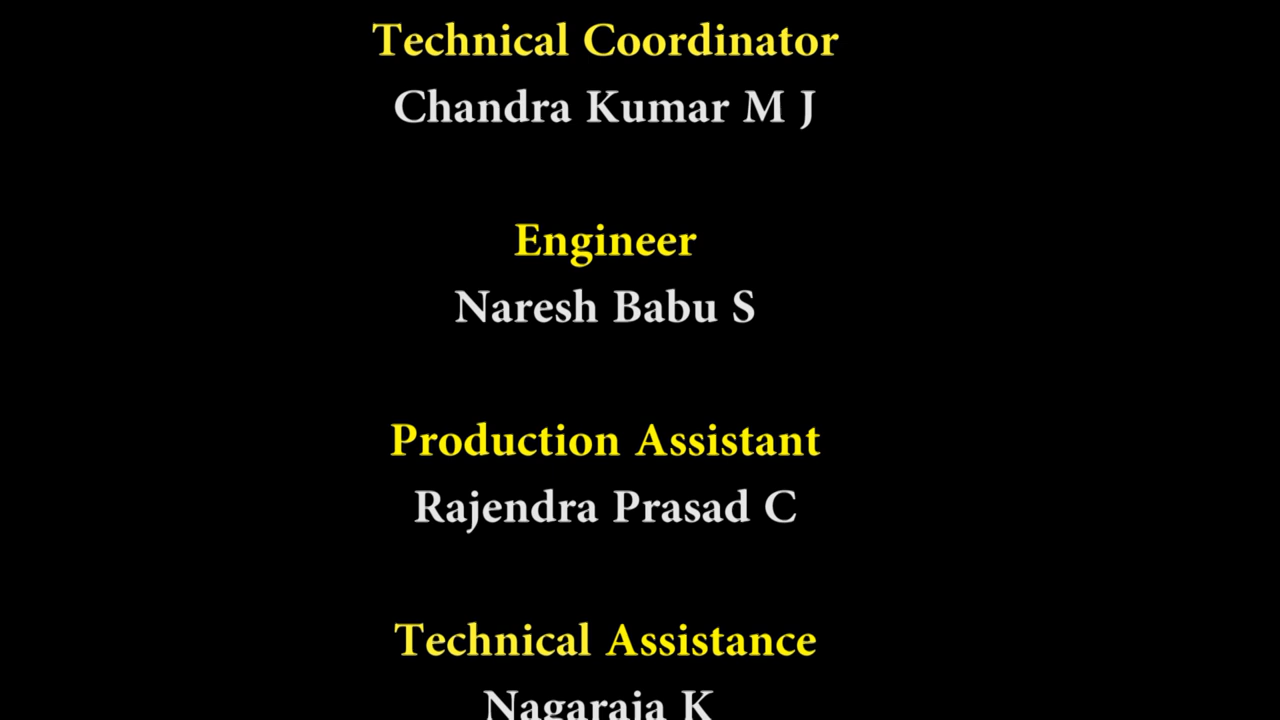 Technical Coordinator
Chandra Kumar M J
Engineer
Naresh Babu S
Production Assistant
Rajendra Prasad C
Technical Assistance
Nagaraja K